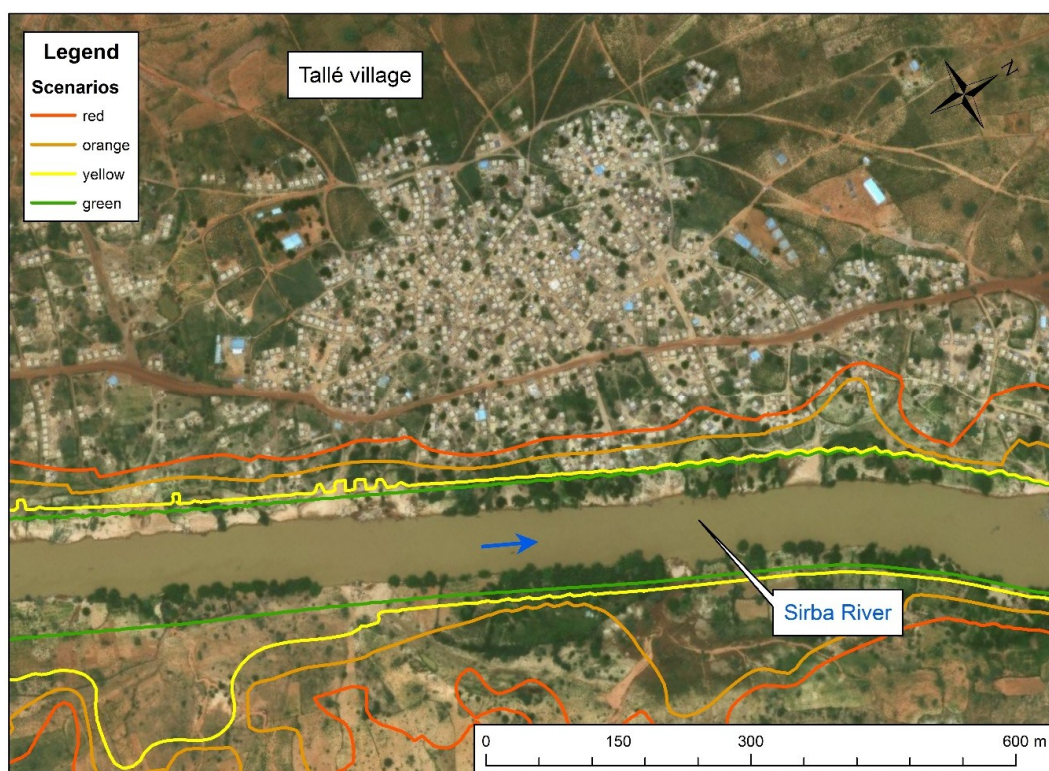 Legend
Scenarios
red
orange
yellow
green
Tallé village
N
Sirba River
0 150 300 600 m